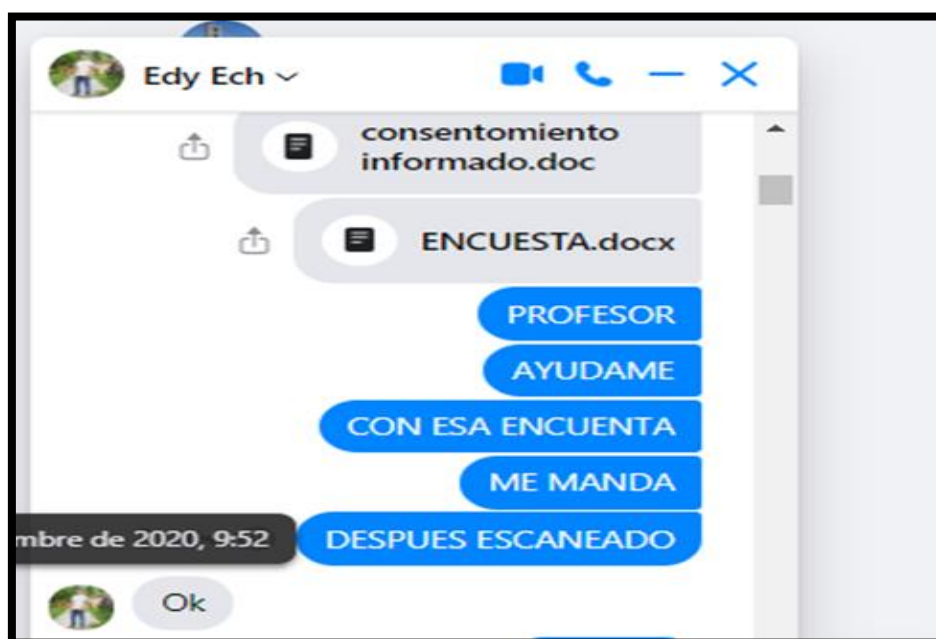 Edy Ech
consentomiento
informado.doc
ENCUESTA.docx
PROFESOR
AYUDAME
CON ESA ENCUENTA
ME MANDA
mbre de 2020, 9:52
DESPUES ESCANEADO
Ok